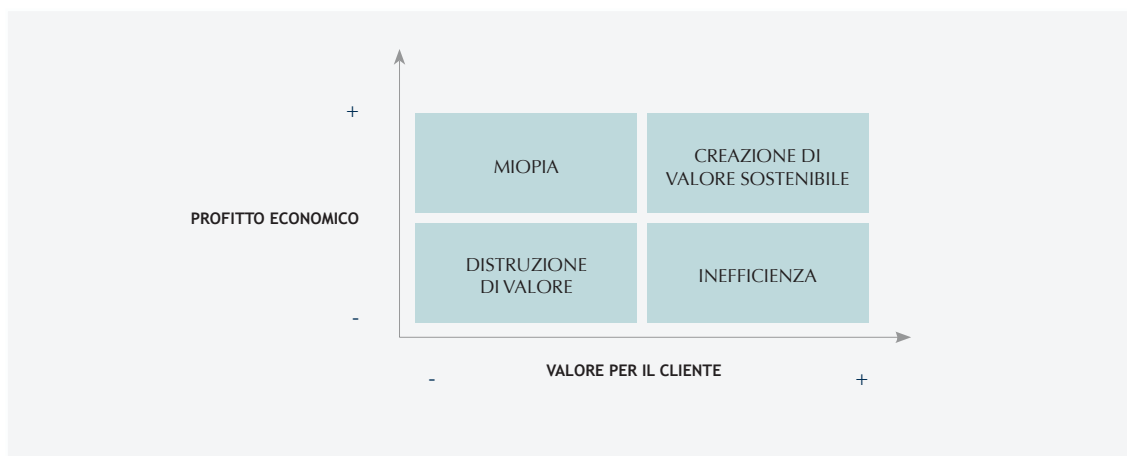 +
MIOPIA
CREAZIONE DI
VALORE SOSTENIBILE
PROFITTO ECONOMICO
DISTRUZIONE
DI VALORE
INEFFICIENZA
-
VALORE PER IL CLIENTE
-
+